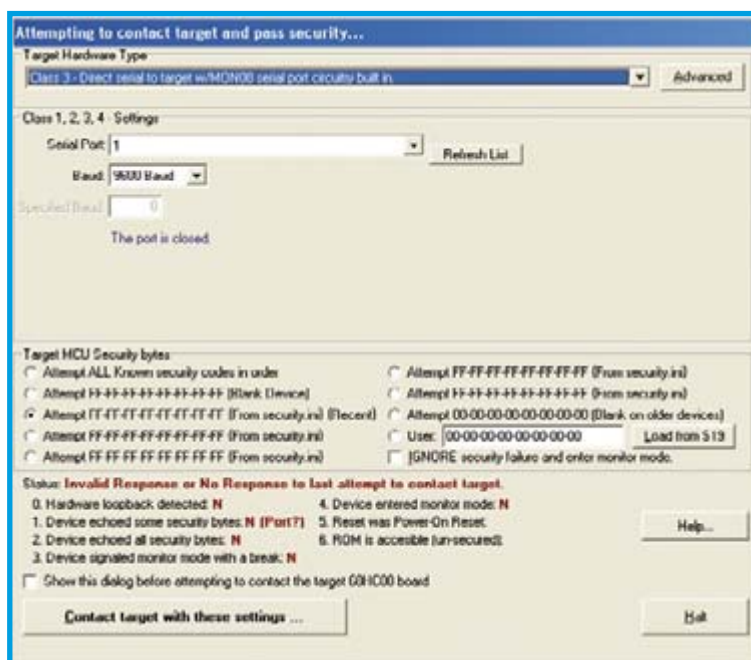 Attempting to contact target and pass security...
Target Hardware Type
Class 3 - Direct serial to target w/MON08 serial port circuitry built in.
Advanced
Class 1, 2, 3, 4 - Settings
Serial Port: 1
Refresh List
Baud: 9600 Baud
Specified Baud: 0
The port is closed.
Target MCU Security bytes
Attempt ALL Known security codes in order
Attempt FF-FF-FF-FF-FF-FF-FF-FF (From security.ini)
Attempt FF-FF-FF-FF-FF-FF-FF-FF (Blank Device)
Attempt FF-FF-FF-FF-FF-FF-FF-FF (From security.ini)
Attempt FF-FF-FF-FF-FF-FF-FF-FF (From security.ini) (Recent)
Attempt 00-00-00-00-00-00-00-00 (Blank on older devices)
Attempt FF-FF-FF-FF-FF-FF-FF-FF (From security.ini)
User: 00-00-00-00-00-00-00-00
Load from S19
Attempt FF-FF-FF-FF-FF-FF-FF-FF (From security.ini)
IGNORE security failure and enter monitor mode.
Status: Invalid Response or No Response to last attempt to contact target.
0. Hardware loopback detected: N
4. Device entered monitor mode: N
1. Device echoed some security bytes: N (Port?)
5. Reset was Power-On Reset:
2. Device echoed all security bytes: N
6. ROM is accesible (un-secured):
3. Device signaled monitor mode with a break: N
Help...
Show this dialog before attempting to contact the target 68HC08 board
Contact target with these settings ...
Halt